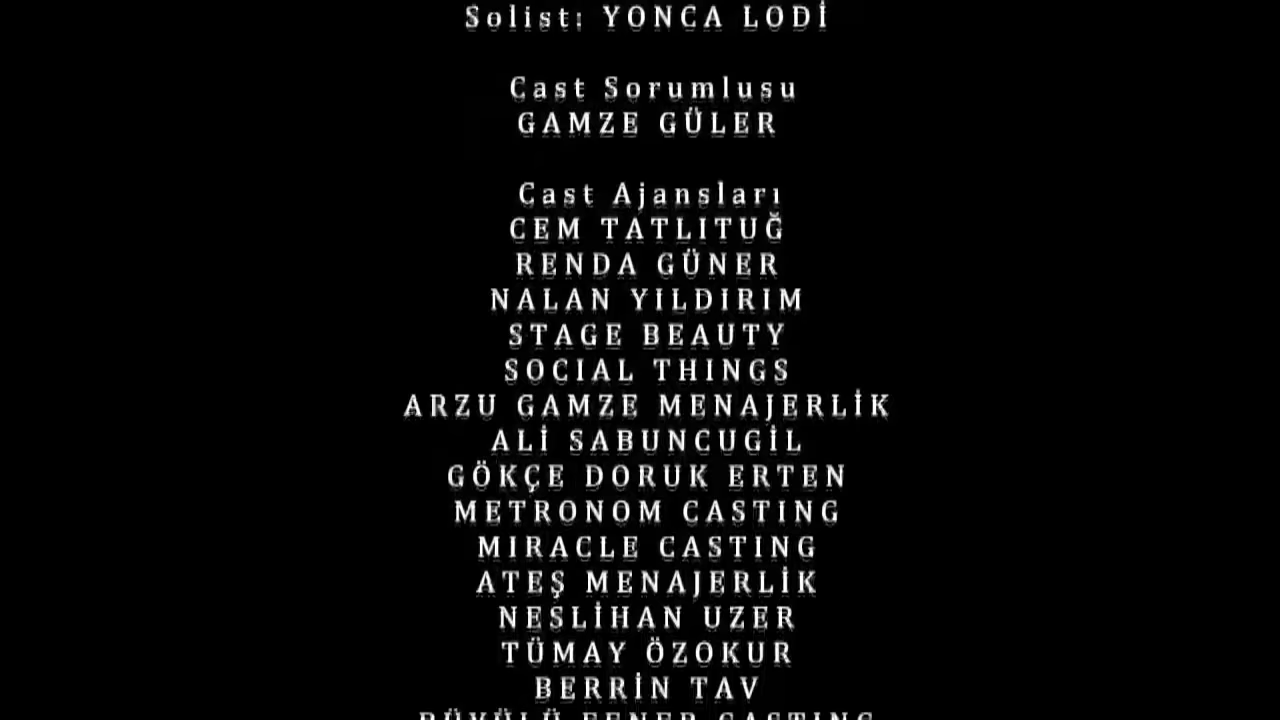 Solist: YONCA LODİ
Cast Sorumlusu
GAMZE GÜLER
Cast Ajansları
CEM TATLITUĞ
RENDA GÜNER
NALAN YILDIRIM
STAGE BEAUTY
SOCIAL THINGS
ARZU GAMZE MENAJERLİK
ALİ SABUNCUGİL
GÖKÇE DORUK ERTEN
METRONOM CASTING
MIRACLE CASTING
ATEŞ MENAJERLİK
NESLİHAN UZER
TÜMAY ÖZOKUR
BERRİN TAV
CASTING